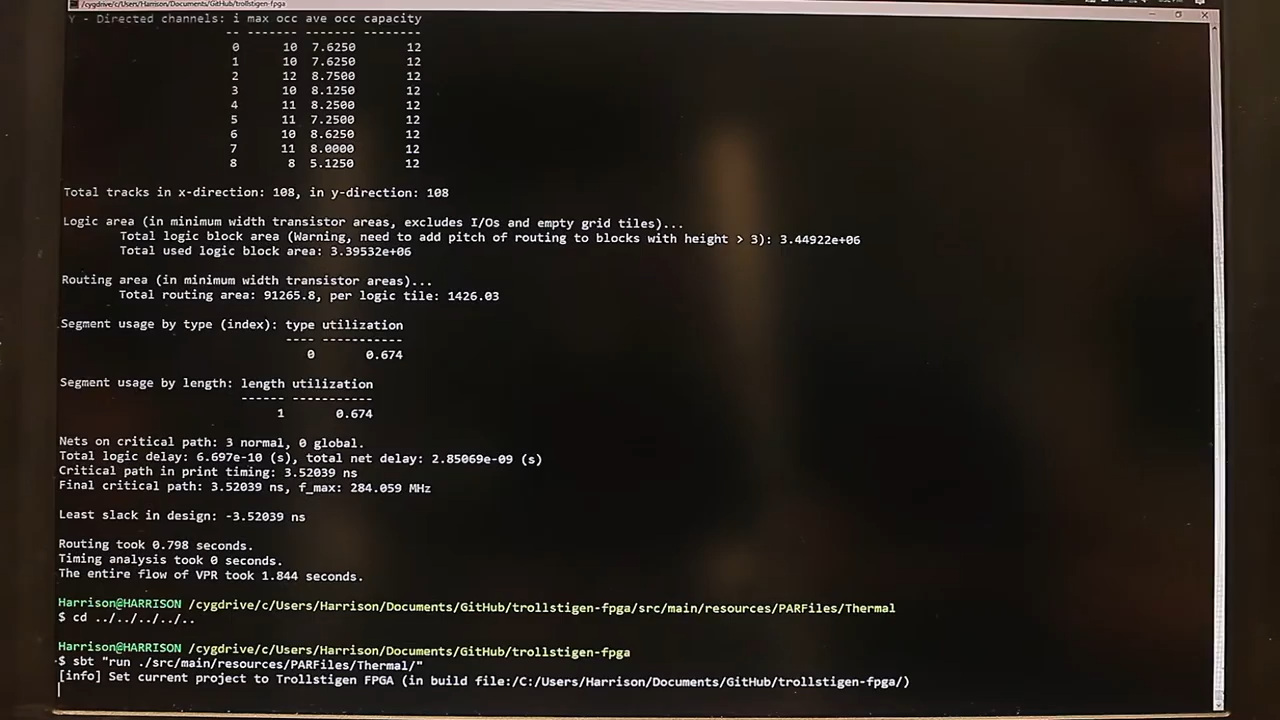 /cygdrive/c/Users/Harrison/Documents/GitHub/trollstigen-fpga
Y - Directed channels: i max occ ave occ capacity
-- ------- ------- --------
0 10 7.6250 12
1 10 7.6250 12
2 12 8.7500 12
3 10 8.1250 12
4 11 8.2500 12
5 11 7.2500 12
6 10 8.6250 12
7 11 8.0000 12
8 8 5.1250 12
Total tracks in x-direction: 108, in y-direction: 108
Logic area (in minimum width transistor areas, excludes I/Os and empty grid tiles)...
Total logic block area (Warning, need to add pitch of routing to blocks with height > 3): 3.44922e+06
Total used logic block area: 3.39532e+06
Routing area (in minimum width transistor areas)...
Total routing area: 91265.8, per logic tile: 1426.03
Segment usage by type (index): type utilization
---- -----------
0 0.674
Segment usage by length: length utilization
------ -----------
1 0.674
Nets on critical path: 3 normal, 0 global.
Total logic delay: 6.697e-10 (s), total net delay: 2.85069e-09 (s)
Critical path in print timing: 3.52039 ns
Final critical path: 3.52039 ns, f_max: 284.059 MHz
Least slack in design: -3.52039 ns
Routing took 0.798 seconds.
Timing analysis took 0 seconds.
The entire flow of VPR took 1.844 seconds.
Harrison@HARRISON /cygdrive/c/Users/Harrison/Documents/GitHub/trollstigen-fpga/src/main/resources/PARFiles/Thermal
$ cd ../../../../..
Harrison@HARRISON /cygdrive/c/Users/Harrison/Documents/GitHub/trollstigen-fpga
$ sbt "run ./src/main/resources/PARFiles/Thermal/"
[info] Set current project to Trollstigen FPGA (in build file:/C:/Users/Harrison/Documents/GitHub/trollstigen-fpga/)